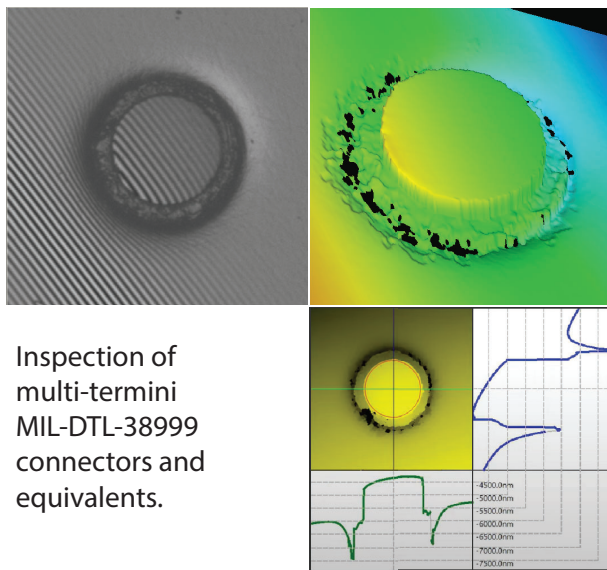 Inspection of
multi-termini
MIL-DTL-38999
connectors and
equivalents.
-4500.0nm
-5000.0nm
-5500.0nm
-6000.0nm
-6500.0nm
-7000.0nm
-7500.0nm